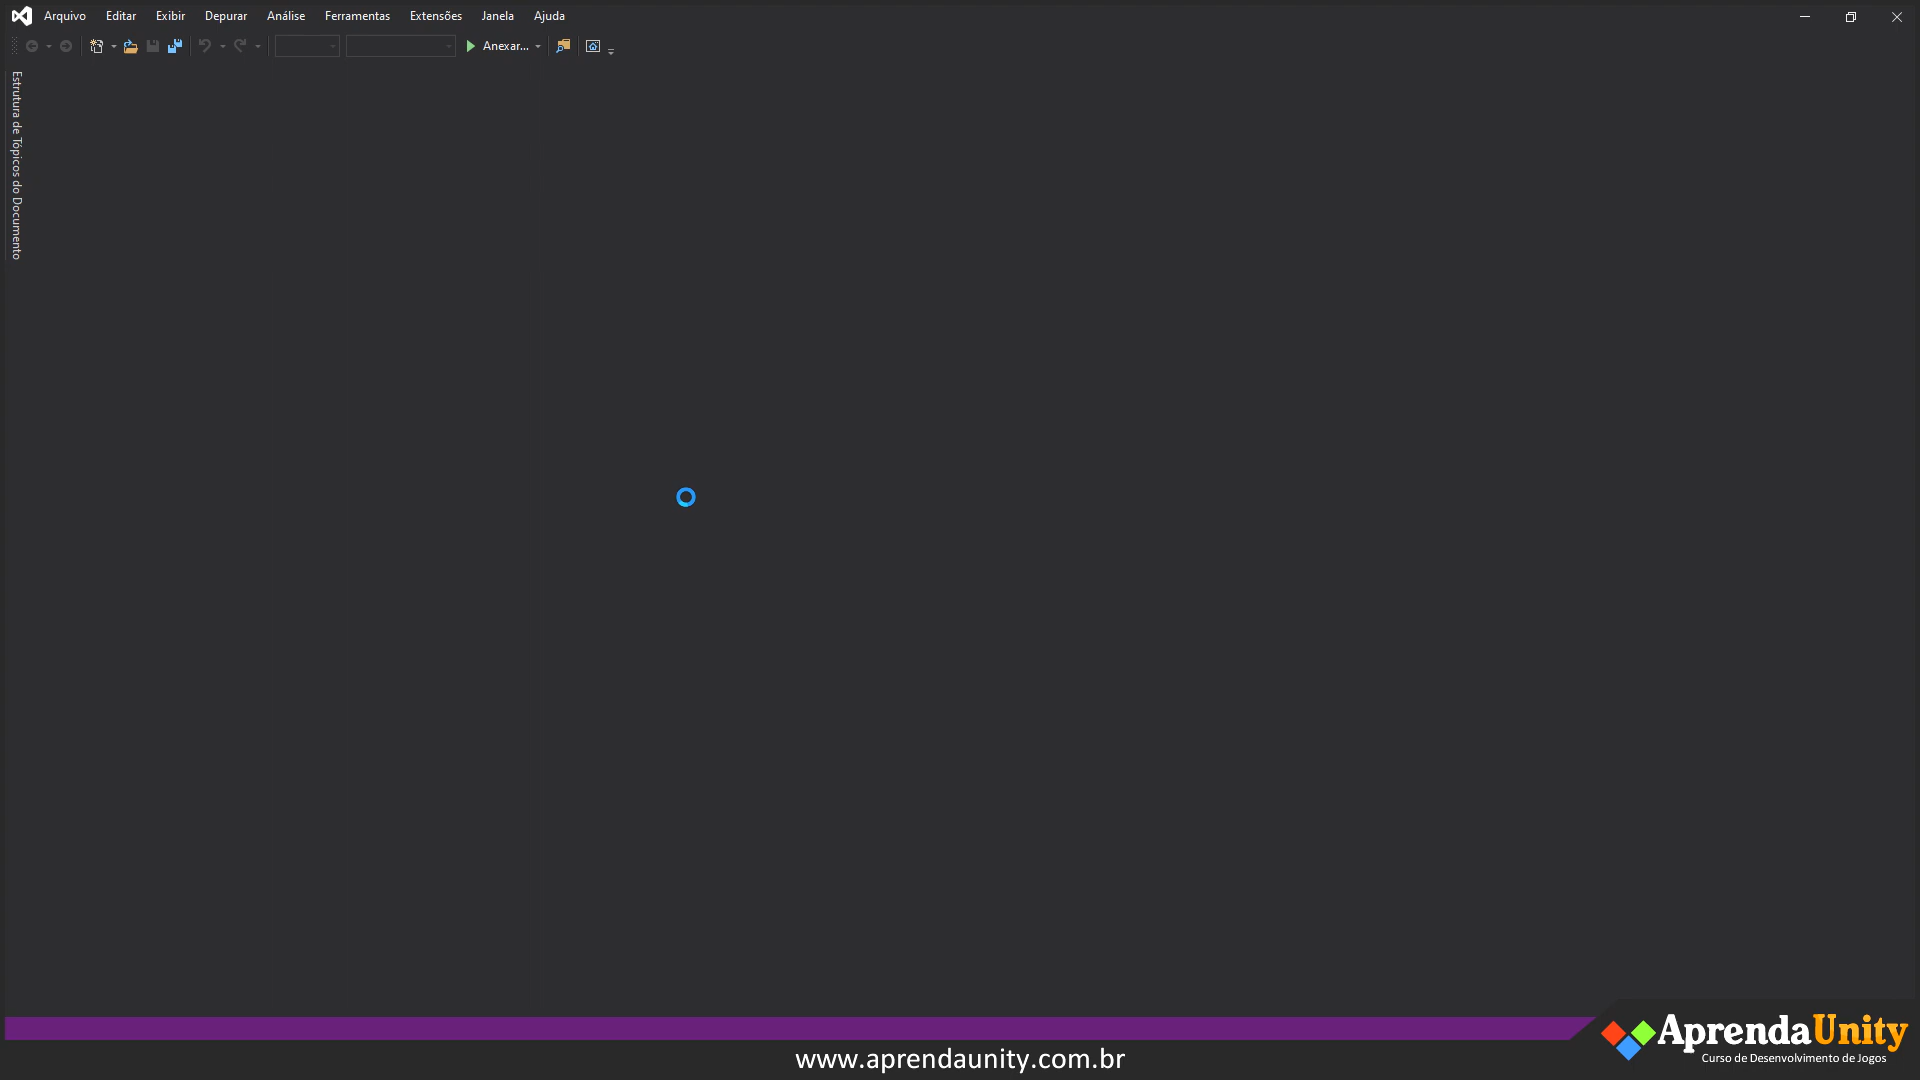 Arquivo Editar Exibir Depurar Análise Ferramentas Extensões Janela Ajuda
Anexar...
Estrutura de Tópicos do Documento
AprendaUnity
Curso de Desenvolvimento de Jogos
www.aprendaunity.com.br